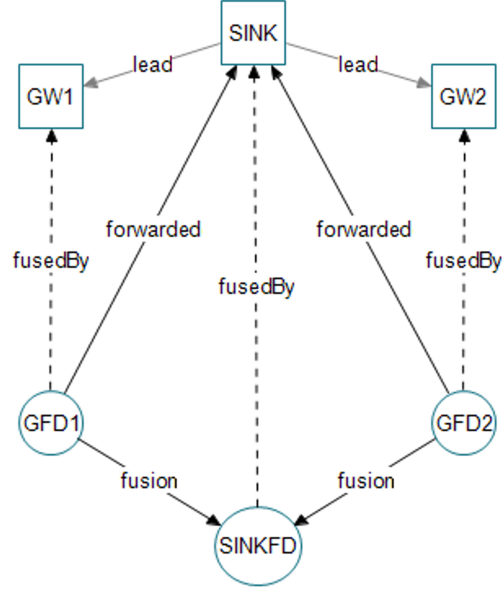 SINK
lead
lead
GW1
GW2
forwarded
forwarded
fusedBy
fusedBy
fusedBy
GFD1
GFD2
fusion
fusion
SINKFD